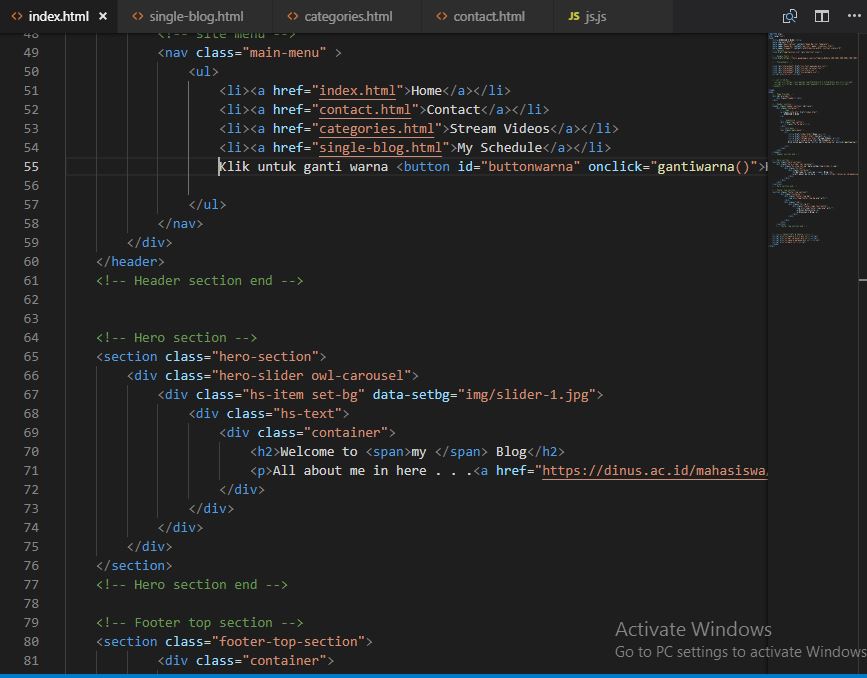 index.html × single-blog.html categories.html contact.html JS js.js ...
48 <!-- site menu -->
49 <nav class="main-menu" >
50 <ul>
51 <li><a href="index.html">Home</a></li>
52 <li><a href="contact.html">Contact</a></li>
53 <li><a href="categories.html">Stream Videos</a></li>
54 <li><a href="single-blog.html">My Schedule</a></li>
55 Klik untuk ganti warna <button id="buttonwarna" onclick="gantiwarna()">
56
57 </ul>
58 </nav>
59 </div>
60 </header>
61 <!-- Header section end -->
62
63
64 <!-- Hero section -->
65 <section class="hero-section">
66 <div class="hero-slider owl-carousel">
67 <div class="hs-item set-bg" data-setbg="img/slider-1.jpg">
68 <div class="hs-text">
69 <div class="container">
70 <h2>Welcome to <span>my </span> Blog</h2>
71 <p>All about me in here . . .<a href="https://dinus.ac.id/mahasiswa/
72 </div>
73 </div>
74 </div>
75 </div>
76 </section>
77 <!-- Hero section end -->
78
79 <!-- Footer top section -->
80 <section class="footer-top-section">
81 <div class="container">
Activate Windows
Go to PC settings to activate Windows